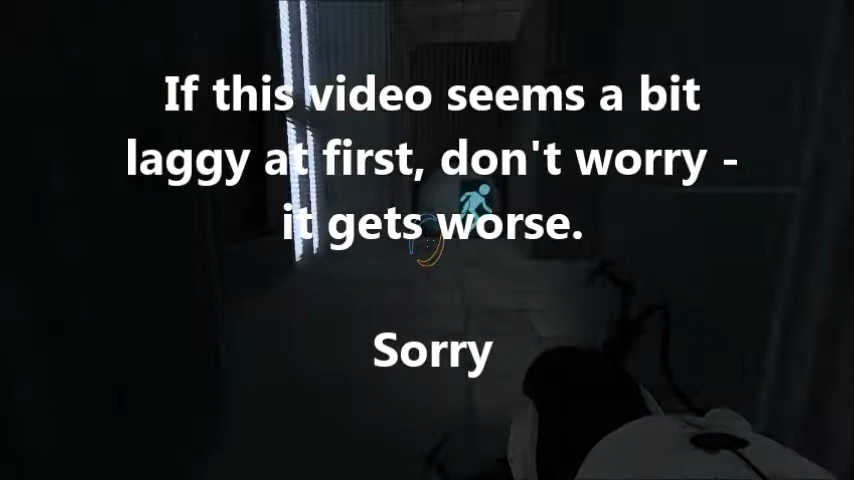 If this video seems a bit
laggy at first, don't worry -
it gets worse.
Sorry